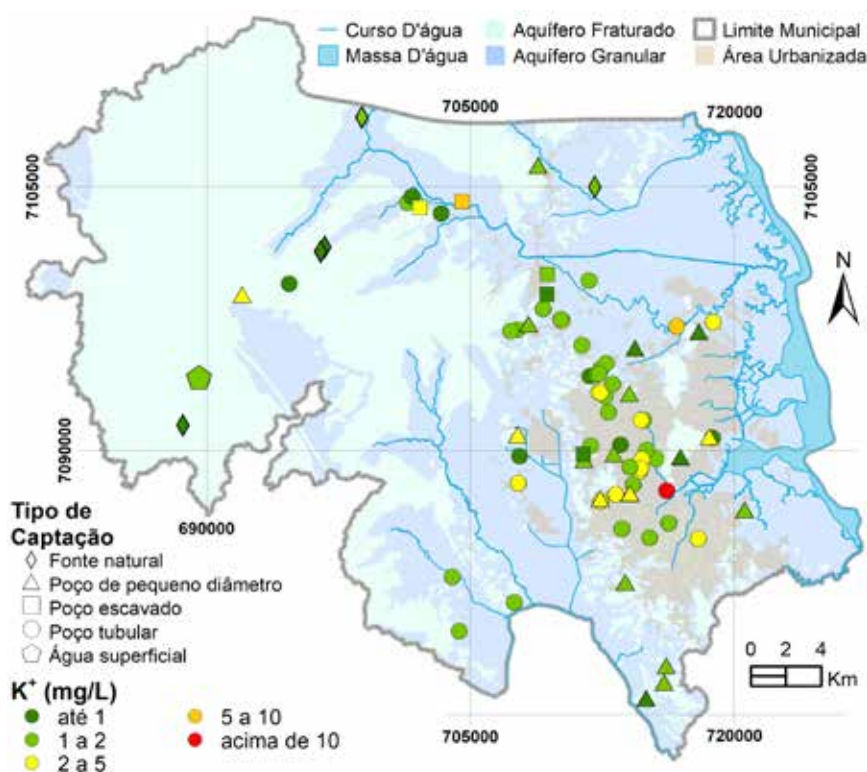 Curso D'água Aquífero Fraturado Limite Municipal
Massa D'água Aquífero Granular Área Urbanizada
705000 720000
7105000 7105000
N
7090000 7090000
690000
Tipo de
Captação
Fonte natural
Poço de pequeno diâmetro
Poço escavado
Poço tubular
Água superficial
0 2 4
Km
K+ (mg/L)
até 1 5 a 10
1 a 2 acima de 10
2 a 5
705000 720000